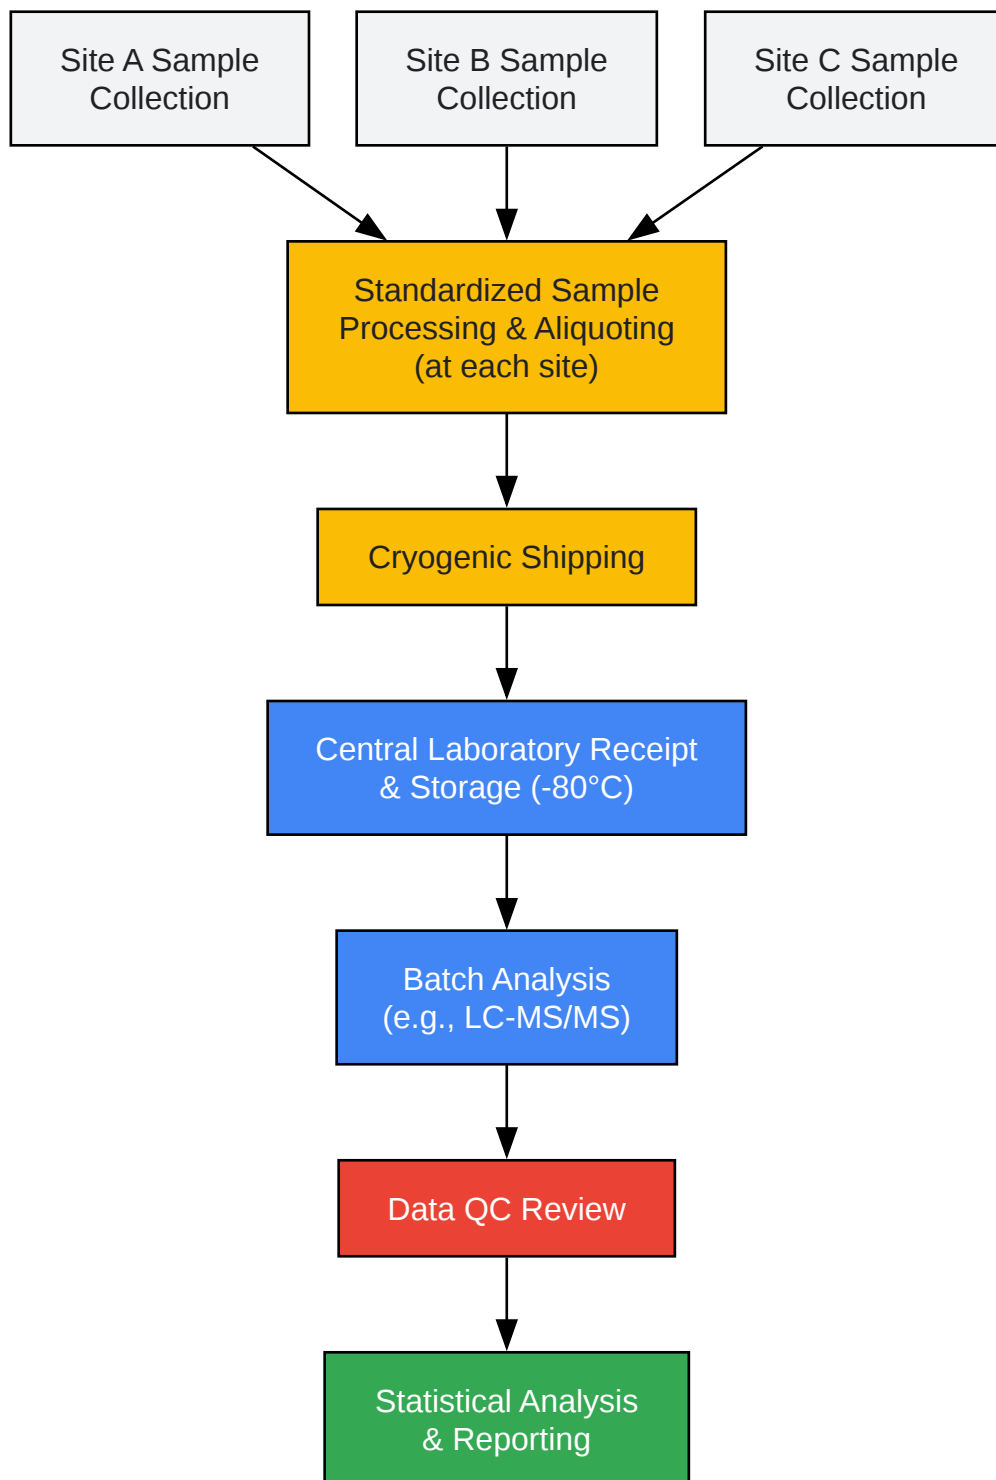 Site A Sample
Collection
Site B Sample
Collection
Site C Sample
Collection
Standardized Sample
Processing & Aliquoting
(at each site)
Cryogenic Shipping
Central Laboratory Receipt
& Storage (-80°C)
Batch Analysis
(e.g., LC-MS/MS)
Data QC Review
Statistical Analysis
& Reporting